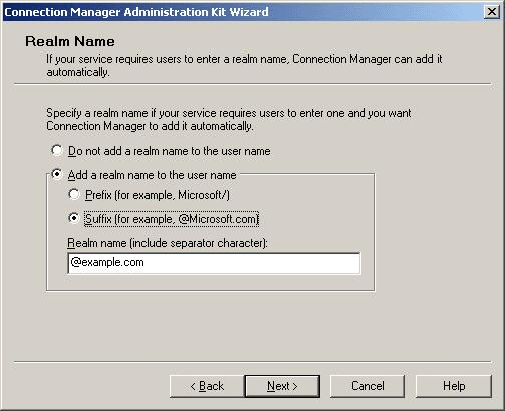 Connection Manager Administration Kit Wizard
Realm Name
If your service requires users to enter a realm name, Connection Manager can add it
automatically.
Specify a realm name if your service requires users to enter one and you want
Connection Manager to add it automatically.
Do not add a realm name to the user name
Add a realm name to the user name
Prefix (for example, Microsoft/)
Suffix (for example, @Microsoft.com)
Realm name (include separator character):
@example.com
< Back
Next >
Cancel
Help